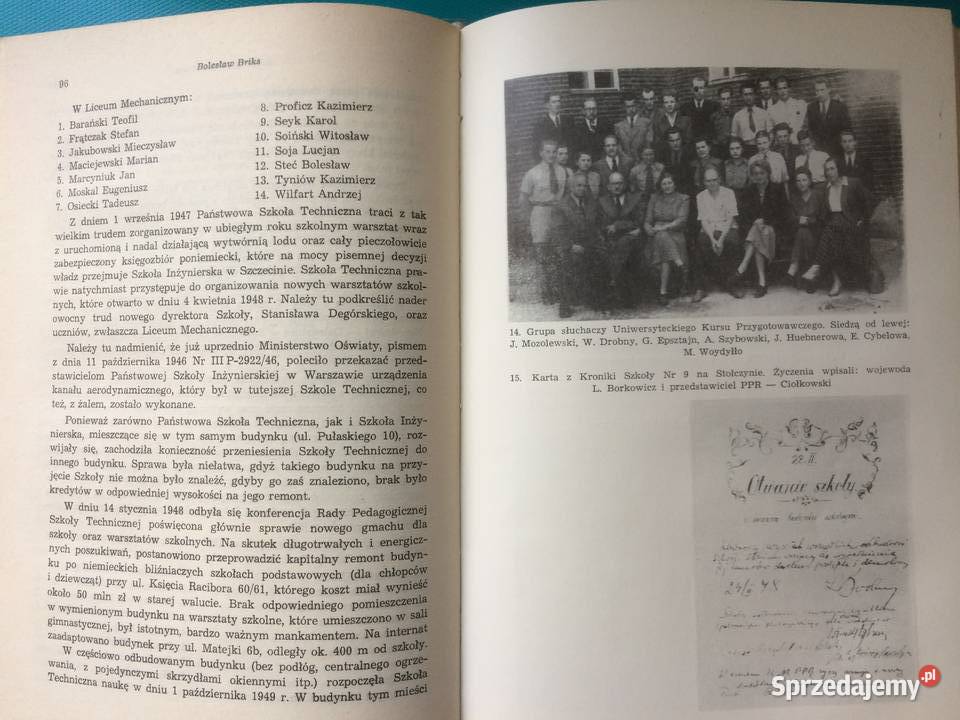 96
Bolesław Briks
W Liceum Mechanicznym:
1. Barański Teofil
2. Frątczak Stefan
3. Jakubowski Mieczysław
4. Maciejewski Marian
5. Marcyniuk Jan
6. Moskal Eugeniusz
7. Osiecki Tadeusz
8. Proficz Kazimierz
9. Seyk Karol
10. Soiński Witosław
11. Soja Lucjan
12. Steć Bolesław
13. Tyniów Kazimierz
14. Wilfart Andrzej
Z dniem 1 września 1947 Państwowa Szkoła Techniczna traci z tak
wielkim trudem zorganizowany w ubiegłym roku szkolnym warsztat wraz
z uruchomioną i nadal działającą wytwórnią lodu oraz cały pieczołowicie
zabezpieczony księgozbiór poniemiecki, które na mocy pisemnej decyzji
władz przejmuje Szkoła Inżynierska w Szczecinie. Szkoła Techniczna pra-
wie natychmiast przystępuje do organizowania nowych warsztatów szkol-
nych, które otwarto w dniu 4 kwietnia 1948 r. Należy tu podkreślić nader
owocny trud nowego dyrektora Szkoły, Stanisława Degórskiego, oraz
uczniów, zwłaszcza Liceum Mechanicznego.
Należy tu nadmienić, że już uprzednio Ministerstwo Oświaty, pismem
z dnia 11 października 1946 Nr III P-2922/46, poleciło przekazać przed-
stawicielom Państwowej Szkoły Inżynierskiej w Warszawie urządzenia
kanału aerodynamicznego, który był w tutejszej Szkole Technicznej, co
też, z żalem, zostało wykonane.
Ponieważ zarówno Państwowa Szkoła Techniczna, jak i Szkoła Inży-
nierska, mieszczące się w tym samym budynku (ul. Pułaskiego 10), roz-
wijały się, zachodziła konieczność przeniesienia Szkoły Technicznej do
innego budynku. Sprawa była niełatwa, gdyż takiego budynku na przy-
jęcie Szkoły nie można było znaleźć, gdyby go zaś znaleziono, brak było
kredytów w odpowiedniej wysokości na jego remont.
W dniu 14 stycznia 1948 odbyła się konferencja Rady Pedagogicznej
Szkoły Technicznej poświęcona głównie sprawie nowego gmachu dla
szkoły oraz warsztatów szkolnych. Na skutek długotrwałych i energicz-
nych poszukiwań, postanowiono przeprowadzić kapitalny remont budyn-
ku po niemieckich bliźniaczych szkołach podstawowych (dla chłopców
i dziewcząt) przy ul. Księcia Racibora 60/61, którego koszt miał wynieść
około 50 mln zł w starej walucie. Brak odpowiedniego pomieszczenia
w wymienionym budynku na warsztaty szkolne, które umieszczono w sali
gimnastycznej, był istotnym, bardzo ważnym mankamentem. Na internat
zaadaptowano budynek przy ul. Matejki 6b, odległy ok. 400 m od szkoły.
W częściowo odbudowanym budynku (bez podłóg, centralnego ogrze-
wania, z pojedynczymi skrzydłami okiennymi itp.) rozpoczęła Szkoła
Techniczna naukę w dniu 1 października 1949 r. W budynku tym mieści
14. Grupa słuchaczy Uniwersyteckiego Kursu Przygotowawczego. Siedzą od lewej:
J. Mozolewski, W. Drobny, G. Epsztajn, A. Szybowski, J. Huebnerowa, E. Cybelowa,
M. Woydyłło
15. Karta z Kroniki Szkoły Nr 9 na Stołczynie. Życzenia wpisali: wojewoda
L. Borkowicz i przedstawiciel PPR — Ciołkowski
22.II.
Otwarcie szkoły
Sprzedajemy.pl